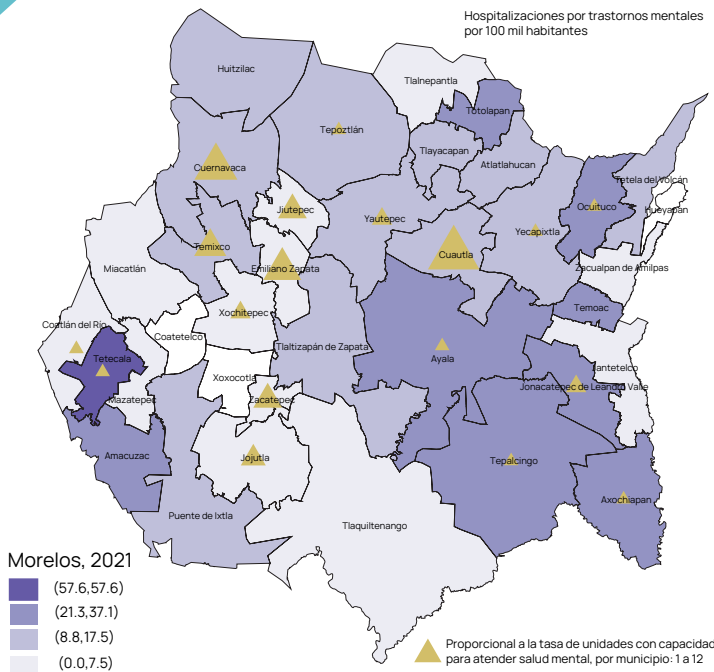 Hospitalizaciones por trastornos mentales
por 100 mil habitantes
Huitzilac
Tlalnepantla
Totolapan
Tepoztlán
Tlayacapan
Atlatlahucan
Cuernavaca
Tetela del Volcán
Ocuituco
Hueyapan
Jiutepec
Yautepec
Yecapixtla
Temixco
Cuautla
Emiliano Zapata
Zacualpan de Amilpas
Miacatlán
Xochitepec
Temoac
Coatlán del Río
Coatetelco
Tlaltizapán de Zapata
Ayala
Tetecala
Jantetelco
Xoxocotla
Jonacatepec de Leandro Valle
Mazatepec
Zacatepec
Amacuzac
Jojutla
Tepalcingo
Axochiapan
Puente de Ixtla
Tlaquiltenango
Morelos, 2021
(57.6,57.6)
(21.3,37.1)
(8.8,17.5)
(0.0,7.5)
Proporcional a la tasa de unidades con capacidad
para atender salud mental, por municipio: 1 a 12